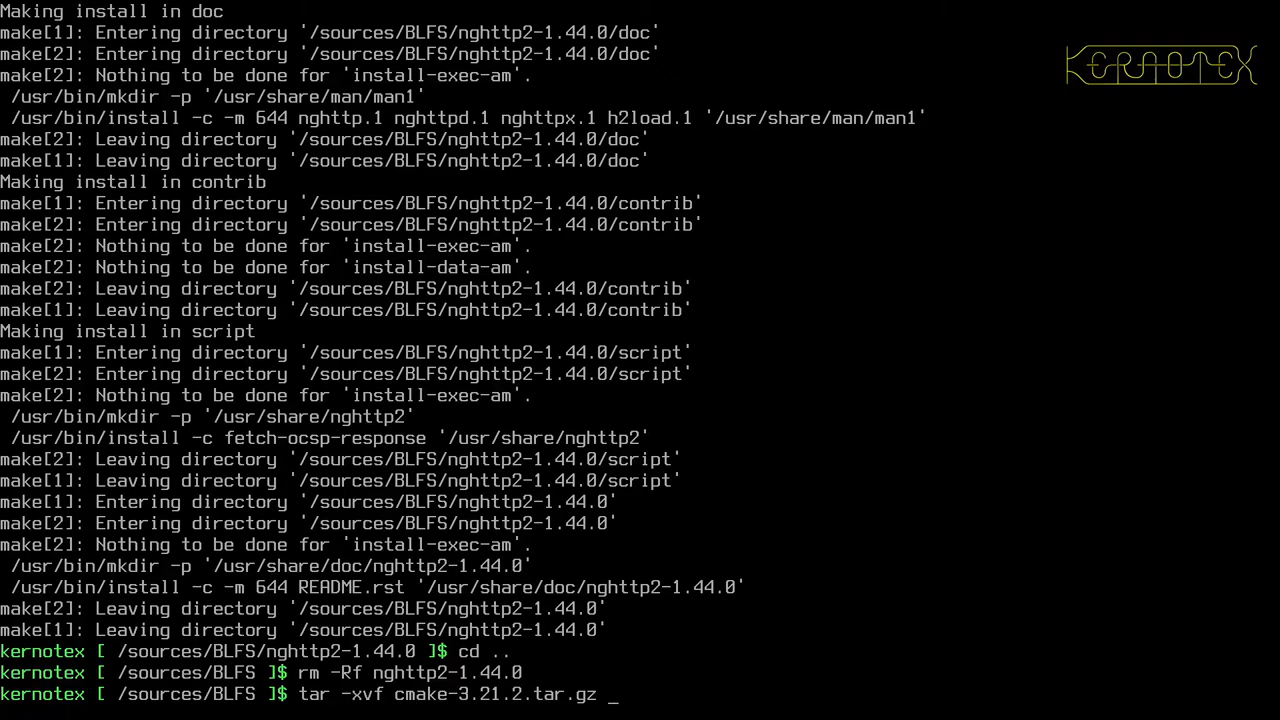 Making install in doc
make[1]: Entering directory '/sources/BLFS/nghttp2-1.44.0/doc'
make[2]: Entering directory '/sources/BLFS/nghttp2-1.44.0/doc'
make[2]: Nothing to be done for 'install-exec-am'.
 /usr/bin/mkdir -p '/usr/share/man/man1'
 /usr/bin/install -c -m 644 nghttp.1 nghttpd.1 nghttpx.1 h2load.1 '/usr/share/man/man1'
make[2]: Leaving directory '/sources/BLFS/nghttp2-1.44.0/doc'
make[1]: Leaving directory '/sources/BLFS/nghttp2-1.44.0/doc'
Making install in contrib
make[1]: Entering directory '/sources/BLFS/nghttp2-1.44.0/contrib'
make[2]: Entering directory '/sources/BLFS/nghttp2-1.44.0/contrib'
make[2]: Nothing to be done for 'install-exec-am'.
make[2]: Nothing to be done for 'install-data-am'.
make[2]: Leaving directory '/sources/BLFS/nghttp2-1.44.0/contrib'
make[1]: Leaving directory '/sources/BLFS/nghttp2-1.44.0/contrib'
Making install in script
make[1]: Entering directory '/sources/BLFS/nghttp2-1.44.0/script'
make[2]: Entering directory '/sources/BLFS/nghttp2-1.44.0/script'
make[2]: Nothing to be done for 'install-exec-am'.
 /usr/bin/mkdir -p '/usr/share/nghttp2'
 /usr/bin/install -c fetch-ocsp-response '/usr/share/nghttp2'
make[2]: Leaving directory '/sources/BLFS/nghttp2-1.44.0/script'
make[1]: Leaving directory '/sources/BLFS/nghttp2-1.44.0/script'
make[1]: Entering directory '/sources/BLFS/nghttp2-1.44.0'
make[2]: Entering directory '/sources/BLFS/nghttp2-1.44.0'
make[2]: Nothing to be done for 'install-exec-am'.
 /usr/bin/mkdir -p '/usr/share/doc/nghttp2-1.44.0'
 /usr/bin/install -c -m 644 README.rst '/usr/share/doc/nghttp2-1.44.0'
make[2]: Leaving directory '/sources/BLFS/nghttp2-1.44.0'
make[1]: Leaving directory '/sources/BLFS/nghttp2-1.44.0'
kernotex [ /sources/BLFS/nghttp2-1.44.0 ]$ cd ..
kernotex [ /sources/BLFS ]$ rm -Rf nghttp2-1.44.0
kernotex [ /sources/BLFS ]$ tar -xvf cmake-3.21.2.tar.gz _
KERNOTEX